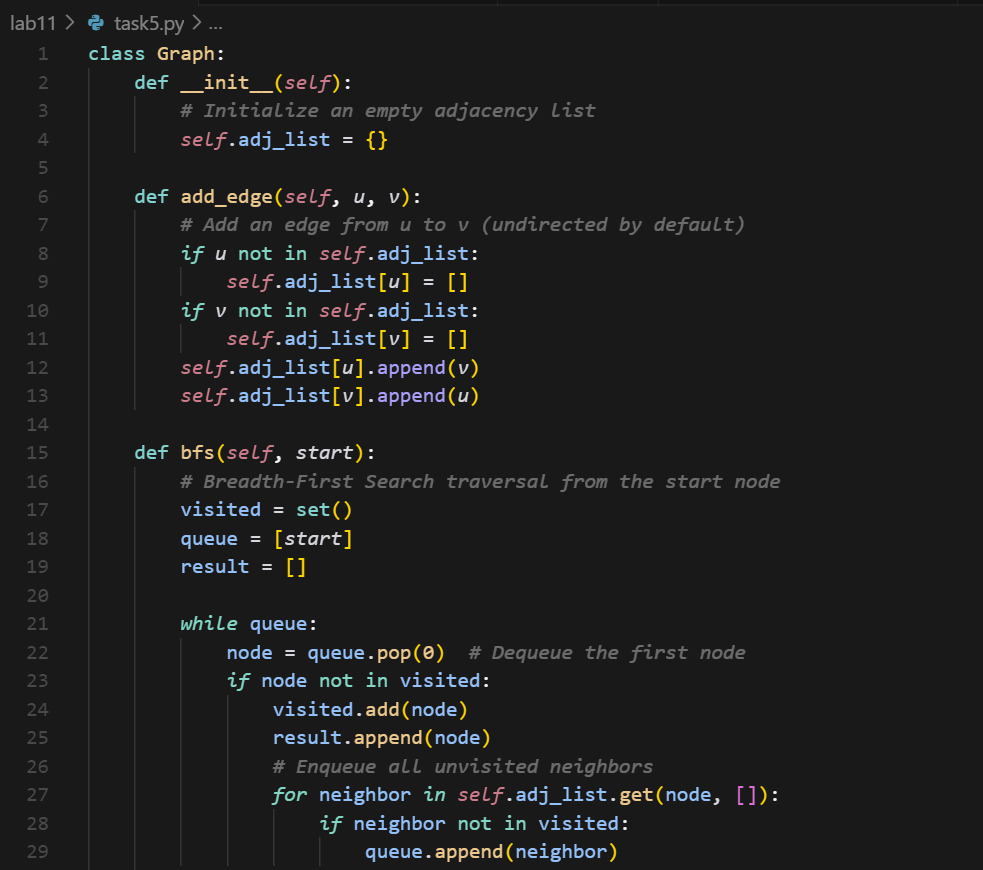 lab11 > task5.py > ...
1 class Graph:
2     def __init__(self):
3         # Initialize an empty adjacency list
4         self.adj_list = {}
5
6     def add_edge(self, u, v):
7         # Add an edge from u to v (undirected by default)
8         if u not in self.adj_list:
9             self.adj_list[u] = []
10         if v not in self.adj_list:
11             self.adj_list[v] = []
12         self.adj_list[u].append(v)
13         self.adj_list[v].append(u)
14
15     def bfs(self, start):
16         # Breadth-First Search traversal from the start node
17         visited = set()
18         queue = [start]
19         result = []
20
21         while queue:
22             node = queue.pop(0)  # Dequeue the first node
23             if node not in visited:
24                 visited.add(node)
25                 result.append(node)
26                 # Enqueue all unvisited neighbors
27                 for neighbor in self.adj_list.get(node, []):
28                     if neighbor not in visited:
29                         queue.append(neighbor)